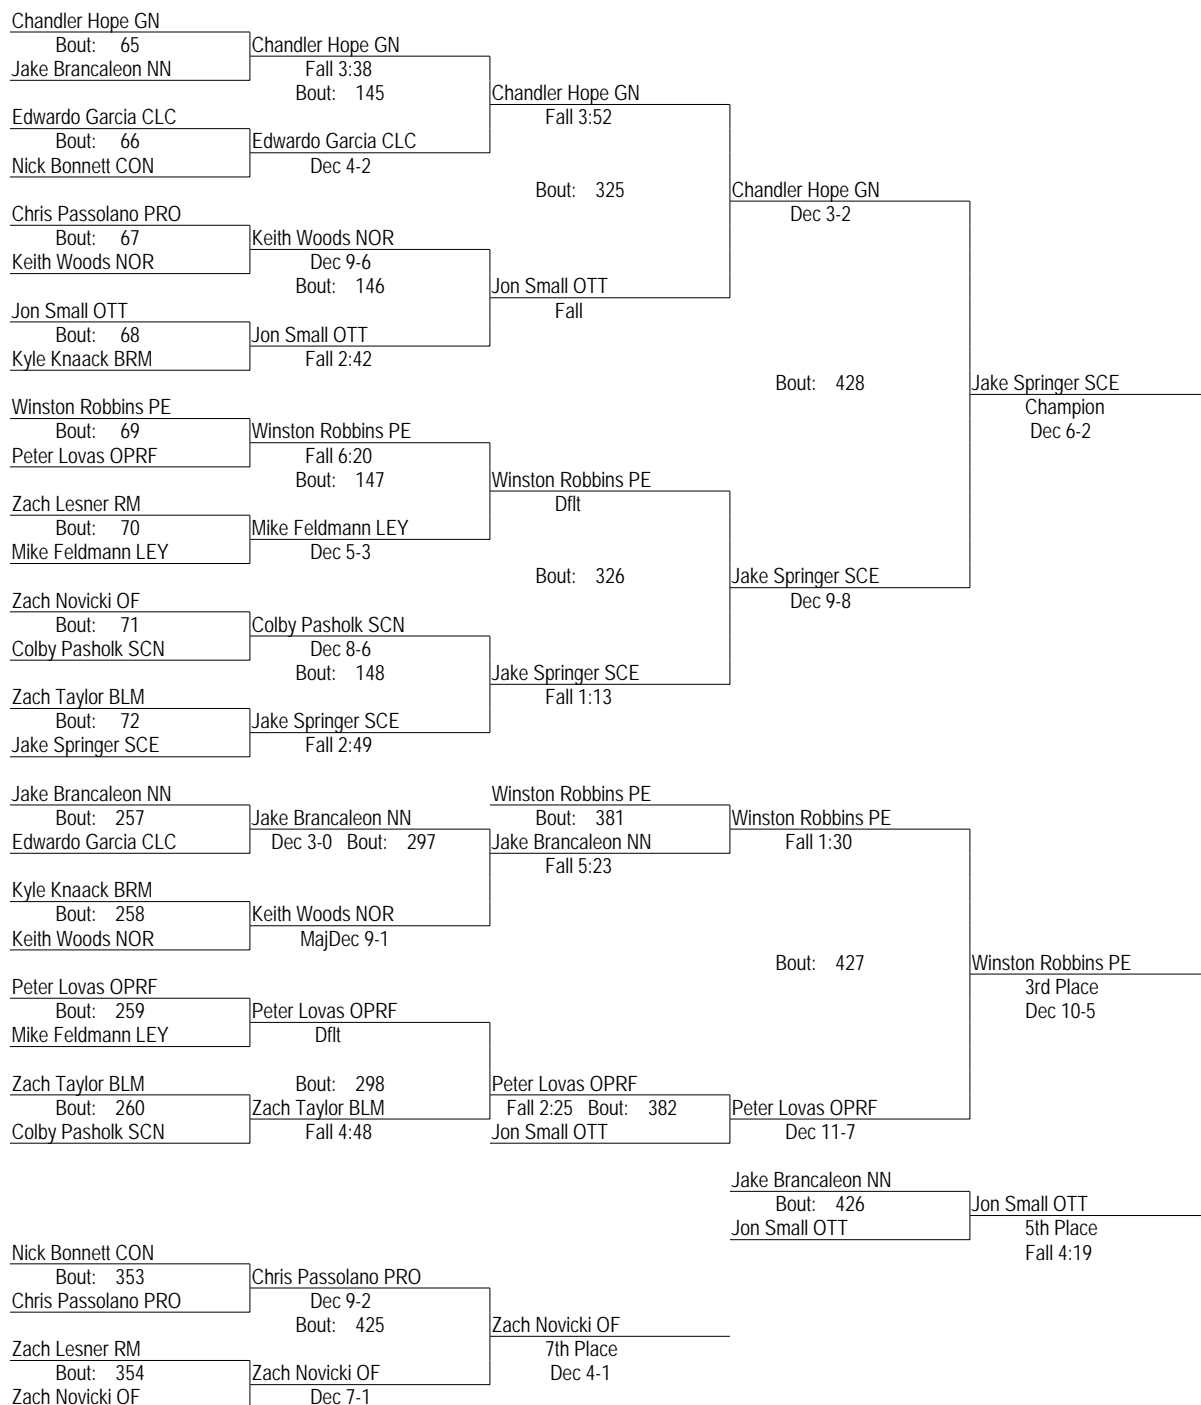 Chandler Hope GN
Bout: 65
Jake Brancaleon NN
Chandler Hope GN
Fall 3:38
Bout: 145
Edwardo Garcia CLC
Bout: 66
Nick Bonnett CON
Edwardo Garcia CLC
Dec 4-2
Chandler Hope GN
Fall 3:52
Bout: 325
Chris Passolano PRO
Bout: 67
Keith Woods NOR
Keith Woods NOR
Dec 9-6
Bout: 146
Jon Small OTT
Bout: 68
Kyle Knaack BRM
Jon Small OTT
Fall 2:42
Jon Small OTT
Fall
Chandler Hope GN
Dec 3-2
Bout: 428
Winston Robbins PE
Bout: 69
Peter Lovas OPRF
Winston Robbins PE
Fall 6:20
Bout: 147
Zach Lesner RM
Bout: 70
Mike Feldmann LEY
Mike Feldmann LEY
Dec 5-3
Winston Robbins PE
Dflt
Bout: 326
Zach Novicki OF
Bout: 71
Colby Pasholk SCN
Colby Pasholk SCN
Dec 8-6
Bout: 148
Zach Taylor BLM
Bout: 72
Jake Springer SCE
Jake Springer SCE
Fall 2:49
Jake Springer SCE
Fall 1:13
Jake Springer SCE
Dec 9-8
Jake Springer SCE
Champion
Dec 6-2
Jake Brancaleon NN
Bout: 257
Edwardo Garcia CLC
Jake Brancaleon NN
Dec 3-0 Bout: 297
Kyle Knaack BRM
Bout: 258
Keith Woods NOR
Keith Woods NOR
MajDec 9-1
Winston Robbins PE
Bout: 381
Jake Brancaleon NN
Fall 5:23
Winston Robbins PE
Fall 1:30
Bout: 427
Peter Lovas OPRF
Bout: 259
Mike Feldmann LEY
Peter Lovas OPRF
Dflt
Bout: 298
Zach Taylor BLM
Bout: 260
Colby Pasholk SCN
Zach Taylor BLM
Fall 4:48
Peter Lovas OPRF
Fall 2:25 Bout: 382
Jon Small OTT
Peter Lovas OPRF
Dec 11-7
Winston Robbins PE
3rd Place
Dec 10-5
Jake Brancaleon NN
Bout: 426
Jon Small OTT
Jon Small OTT
5th Place
Fall 4:19
Nick Bonnett CON
Bout: 353
Chris Passolano PRO
Chris Passolano PRO
Dec 9-2
Bout: 425
Zach Lesner RM
Bout: 354
Zach Novicki OF
Zach Novicki OF
Dec 7-1
Zach Novicki OF
7th Place
Dec 4-1